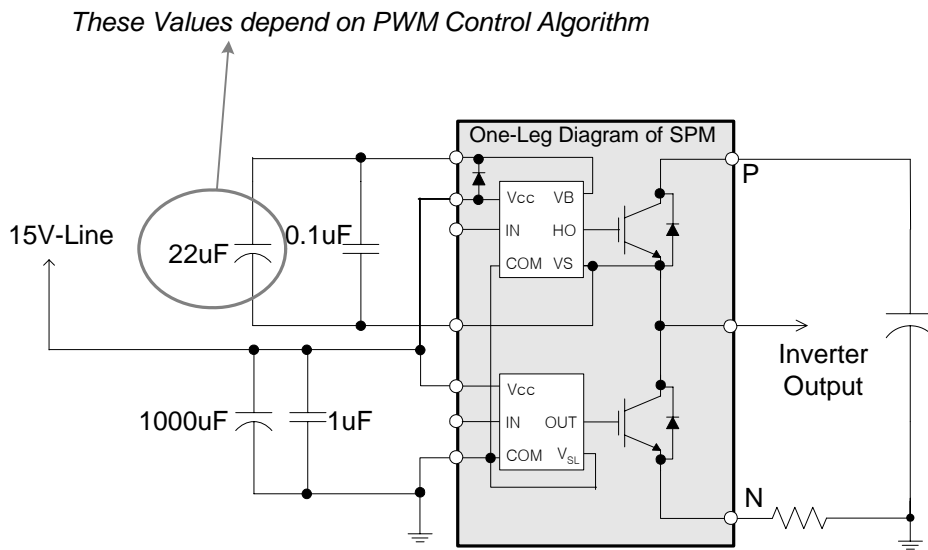 These Values depend on PWM Control Algorithm
One-Leg Diagram of SPM
P
15V-Line
22uF
0.1uF
Vcc VB
IN HO
COM VS
Inverter
Output
1000uF
1uF
Vcc
IN OUT
COM VSL
N